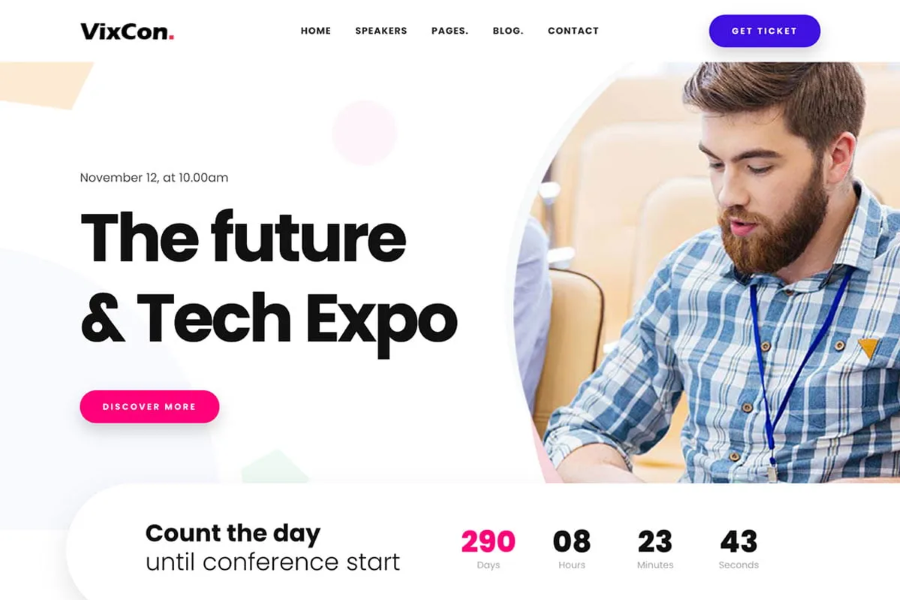 VixCon.
HOME SPEAKERS PAGES. BLOG. CONTACT
GET TICKET
November 12, at 10.00am
The future
& Tech Expo
DISCOVER MORE
Count the day
until conference start
290 08 23 43
Days Hours Minutes Seconds